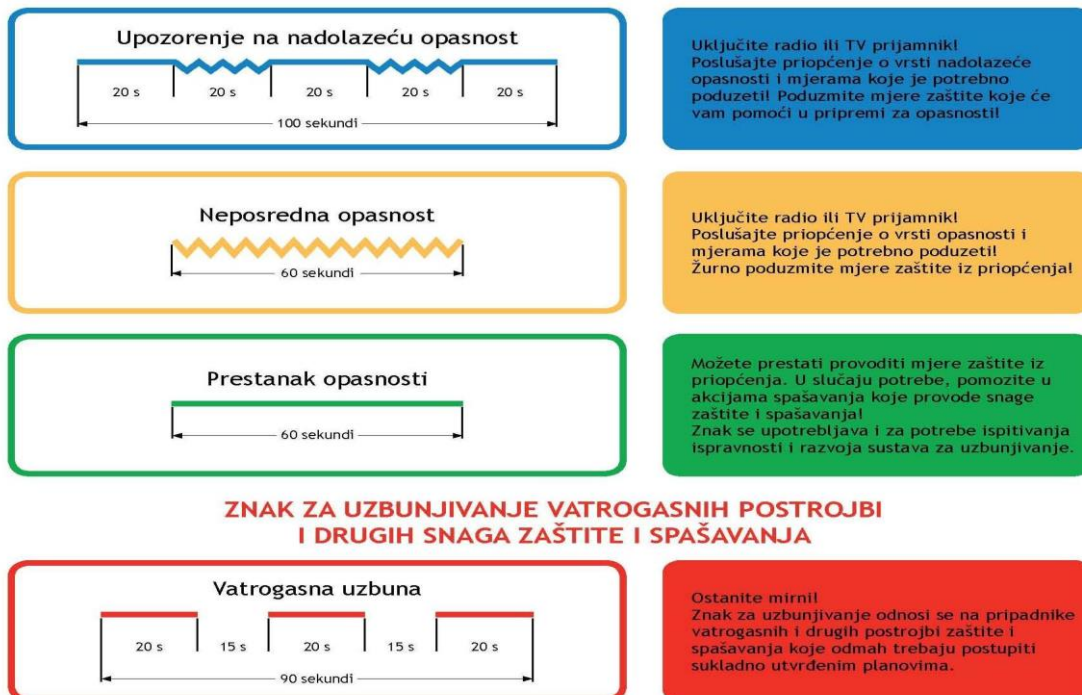 Upozorenje na nadolazeću opasnost
20 s 20 s 20 s 20 s 20 s
100 sekundi
Uključite radio ili TV prijamnik!
Poslušajte priopćenje o vrsti nadolazeće
opasnosti i mjerama koje je potrebno
poduzeti! Poduzmite mjere zaštite koje će
vam pomoći u pripremi za opasnosti!
Neposredna opasnost
60 sekundi
Uključite radio ili TV prijamnik!
Poslušajte priopćenje o vrsti opasnosti i
mjerama koje je potrebno poduzeti!
Žurno poduzmite mjere zaštite iz priopćenja!
Prestanak opasnosti
60 sekundi
Možete prestati provoditi mjere zaštite iz
priopćenja. U slučaju potrebe, pomozite u
akcijama spašavanja koje provode snage
zaštite i spašavanja!
Znak se upotrebljava i za potrebe ispitivanja
ispravnosti i razvoja sustava za uzbunjivanje.
ZNAK ZA UZBUNJIVANJE VATROGASNIH POSTROJBI
I DRUGIH SNAGA ZAŠTITE I SPAŠAVANJA
Vatrogasna uzbuna
20 s 15 s 20 s 15 s 20 s
90 sekundi
Ostanite mirni!
Znak za uzbunjivanje odnosi se na pripadnike
vatrogasnih i drugih postrojbi zaštite i
spašavanja koje odmah trebaju postupiti
sukladno utvrđenim planovima.